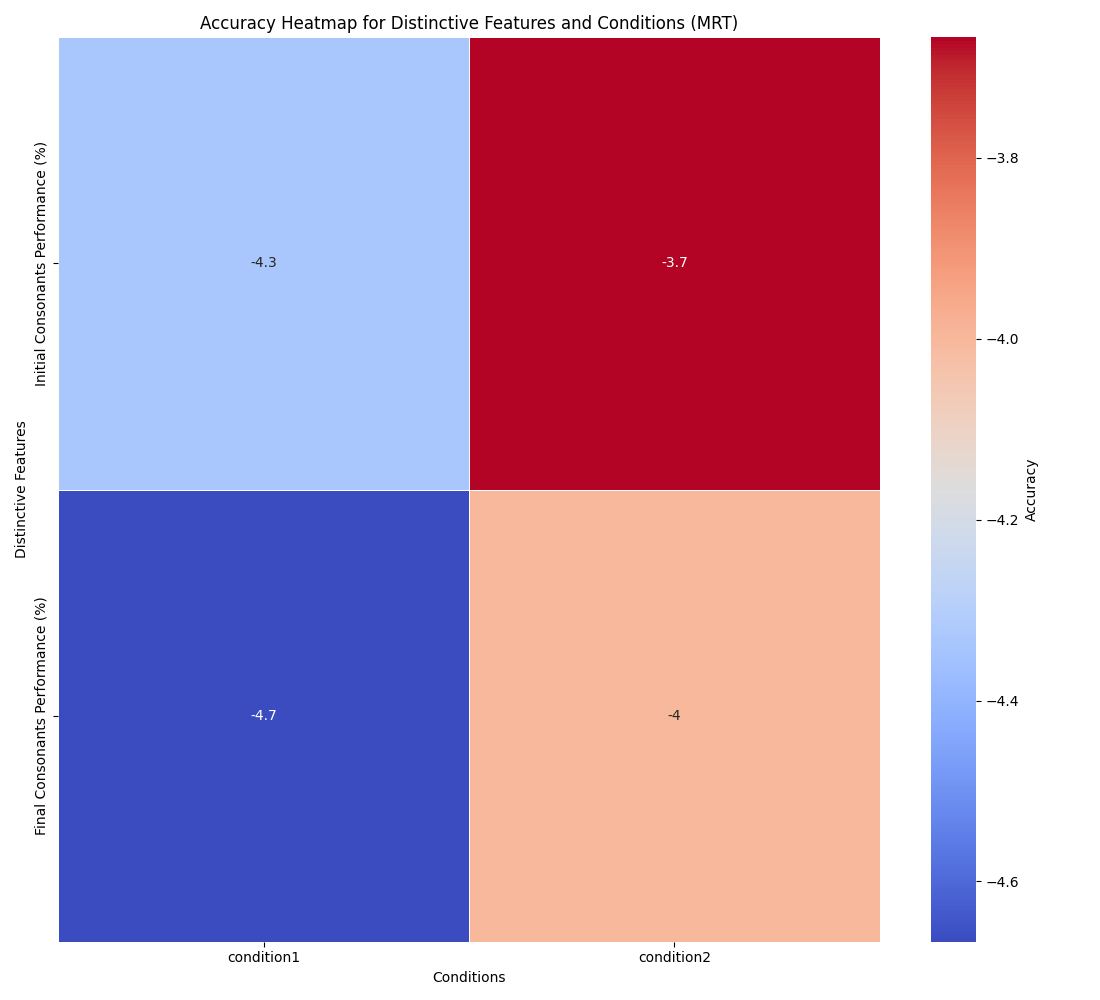 Accuracy Heatmap for Distinctive Features and Conditions (MRT)
Distinctive Features
Initial Consonants Performance (%)
Final Consonants Performance (%)
-4.3
-3.7
-4.7
-4
condition1
condition2
Conditions
−3.8
−4.0
−4.2
−4.4
−4.6
Accuracy